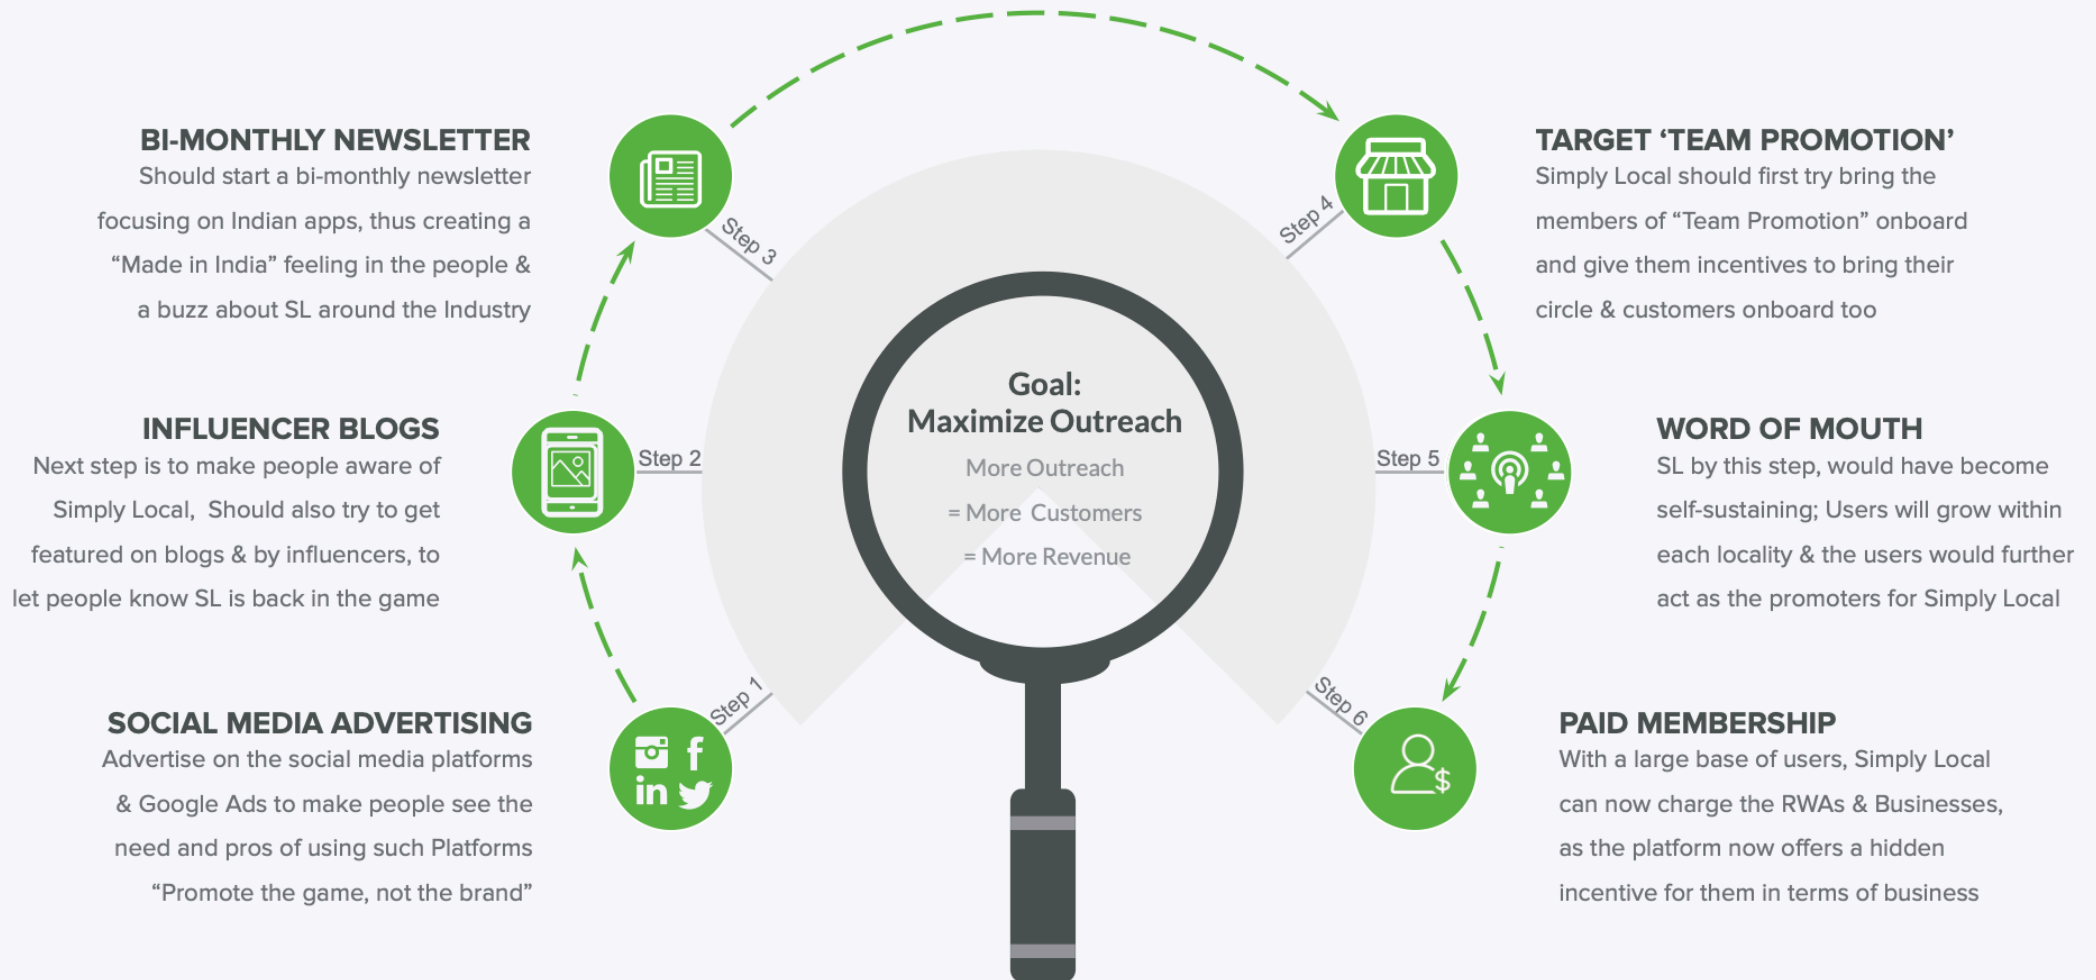 BI-MONTHLY NEWSLETTER
Should start a bi-monthly newsletter
focusing on Indian apps, thus creating a
“Made in India” feeling in the people &
a buzz about SL around the Industry
Step 3
INFLUENCER BLOGS
Next step is to make people aware of
Simply Local, Should also try to get
featured on blogs & by influencers, to
let people know SL is back in the game
Step 2
SOCIAL MEDIA ADVERTISING
Advertise on the social media platforms
& Google Ads to make people see the
need and pros of using such Platforms
“Promote the game, not the brand”
Step 1
f
in
Goal:
Maximize Outreach
More Outreach
= More Customers
= More Revenue
Step 4
TARGET ‘TEAM PROMOTION’
Simply Local should first try bring the
members of “Team Promotion” onboard
and give them incentives to bring their
circle & customers onboard too
Step 5
WORD OF MOUTH
SL by this step, would have become
self-sustaining; Users will grow within
each locality & the users would further
act as the promoters for Simply Local
Step 6
$
PAID MEMBERSHIP
With a large base of users, Simply Local
can now charge the RWAs & Businesses,
as the platform now offers a hidden
incentive for them in terms of business